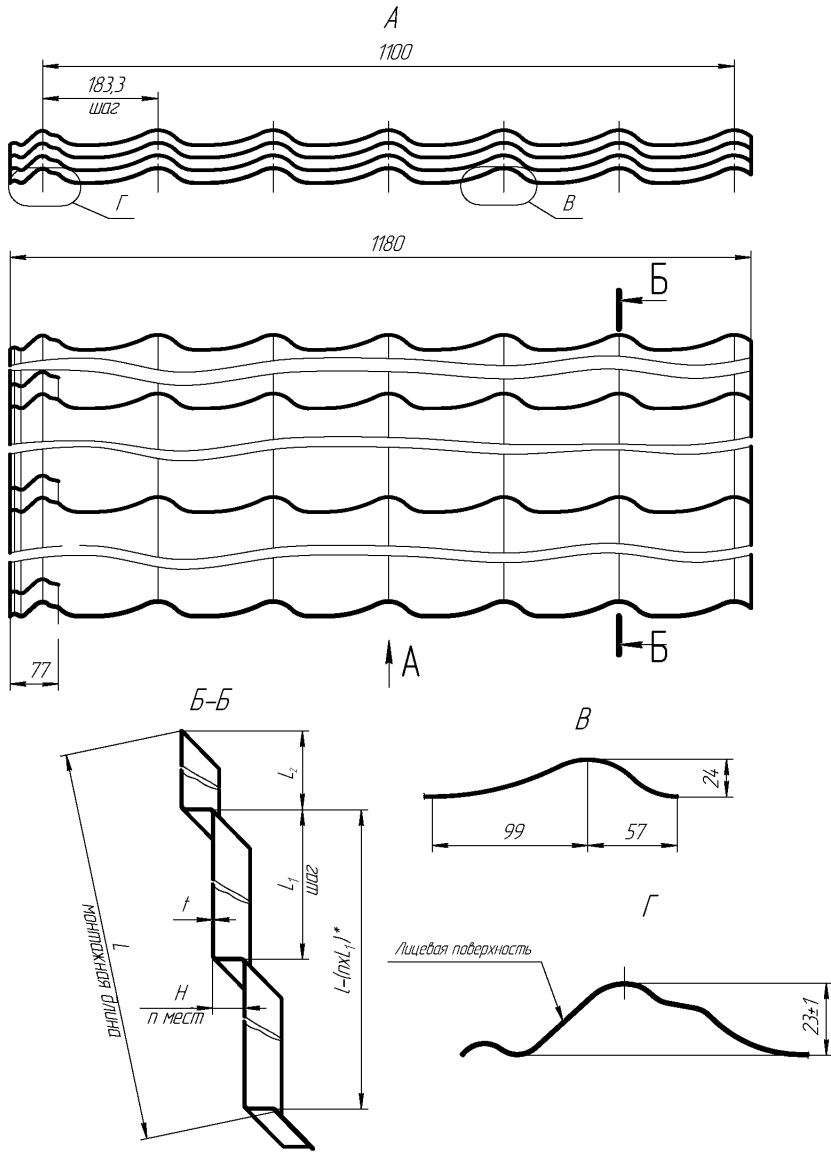 А
1100
183,3
шаг
Г
В
1180
Б
Б
77
А
Б-Б
L₂
L₁
шаг
l-(nxL₁)*
t
H
n мест
L
монтажная длина
В
24
99
57
Г
Лицевая поверхность
23±1